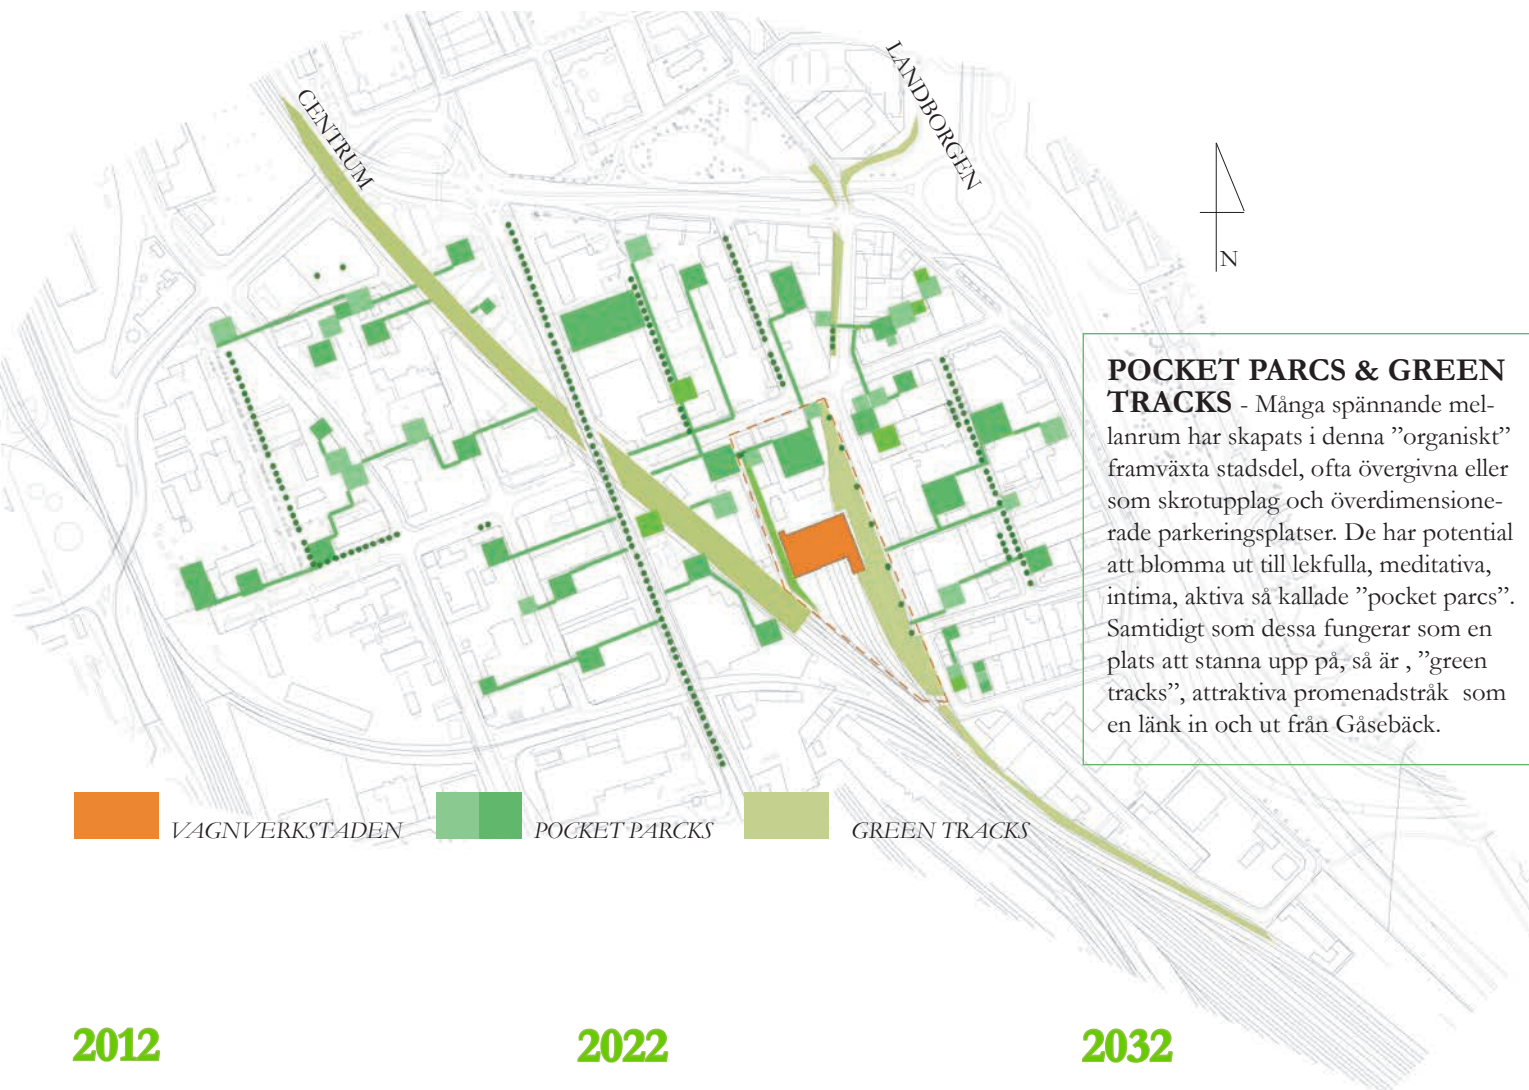 CENTRUM
LANDBORGEN
N
POCKET PARCS & GREEN
TRACKS - Många spännande mel-
lanrum har skapats i denna ”organiskt”
framväxta stadsdel, ofta övergivna eller
som skrotupplag och överdimensione-
rade parkeringsplatser. De har potential
att blomma ut till lekfulla, meditativa,
intima, aktiva så kallade ”pocket parcs”.
Samtidigt som dessa fungerar som en
plats att stanna upp på, så är , ”green
tracks”, attraktiva promenadstråk som
en länk in och ut från Gåsebäck.
VAGNVERKSTADEN
POCKET PARCKS
GREEN TRACKS
2012
2022
2032